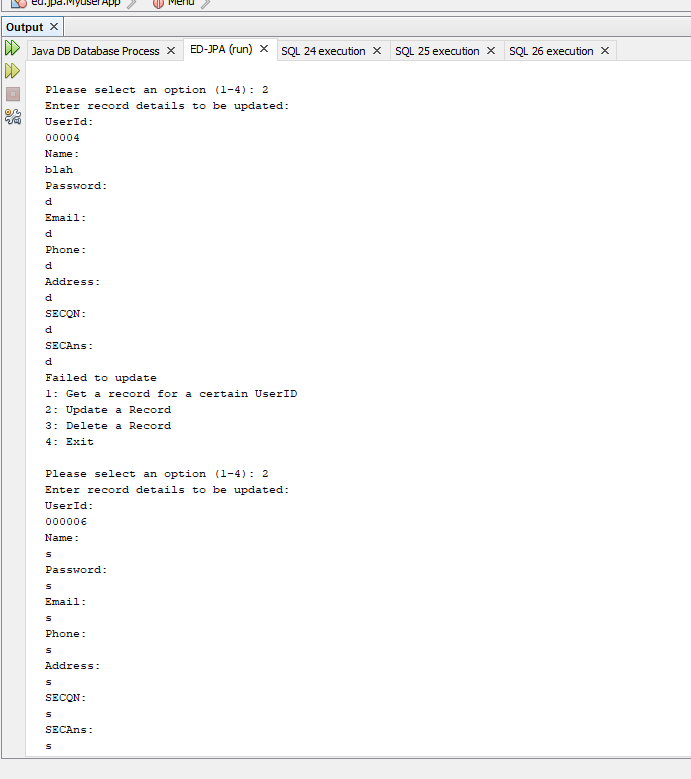 ed.jpa.MyuserApp Menu
Output
Java DB Database Process ED-JPA (run) SQL 24 execution SQL 25 execution SQL 26 execution
Please select an option (1-4): 2
Enter record details to be updated:
UserId:
00004
Name:
blah
Password:
d
Email:
d
Phone:
d
Address:
d
SECQN:
d
SECAns:
d
Failed to update
1: Get a record for a certain UserID
2: Update a Record
3: Delete a Record
4: Exit
Please select an option (1-4): 2
Enter record details to be updated:
UserId:
000006
Name:
s
Password:
s
Email:
s
Phone:
s
Address:
s
SECQN:
s
SECAns:
s